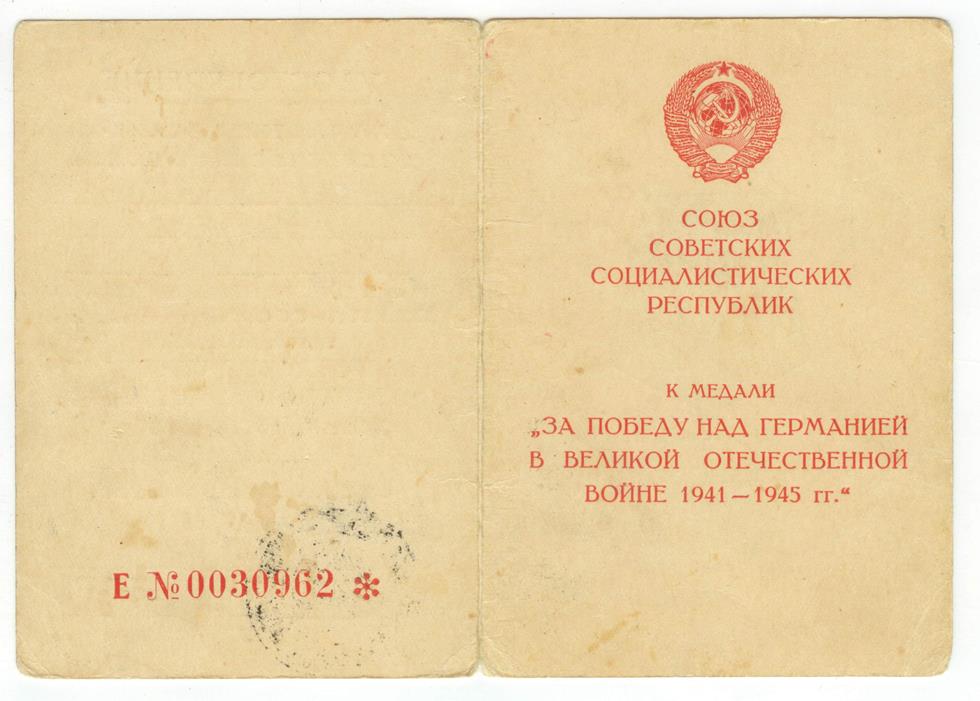 Е №0030962 *
СОЮЗ
СОВЕТСКИХ
СОЦИАЛИСТИЧЕСКИХ
РЕСПУБЛИК
К МЕДАЛИ
„ЗА ПОБЕДУ НАД ГЕРМАНИЕЙ
В ВЕЛИКОЙ ОТЕЧЕСТВЕННОЙ
ВОЙНЕ 1941—1945 гг.“